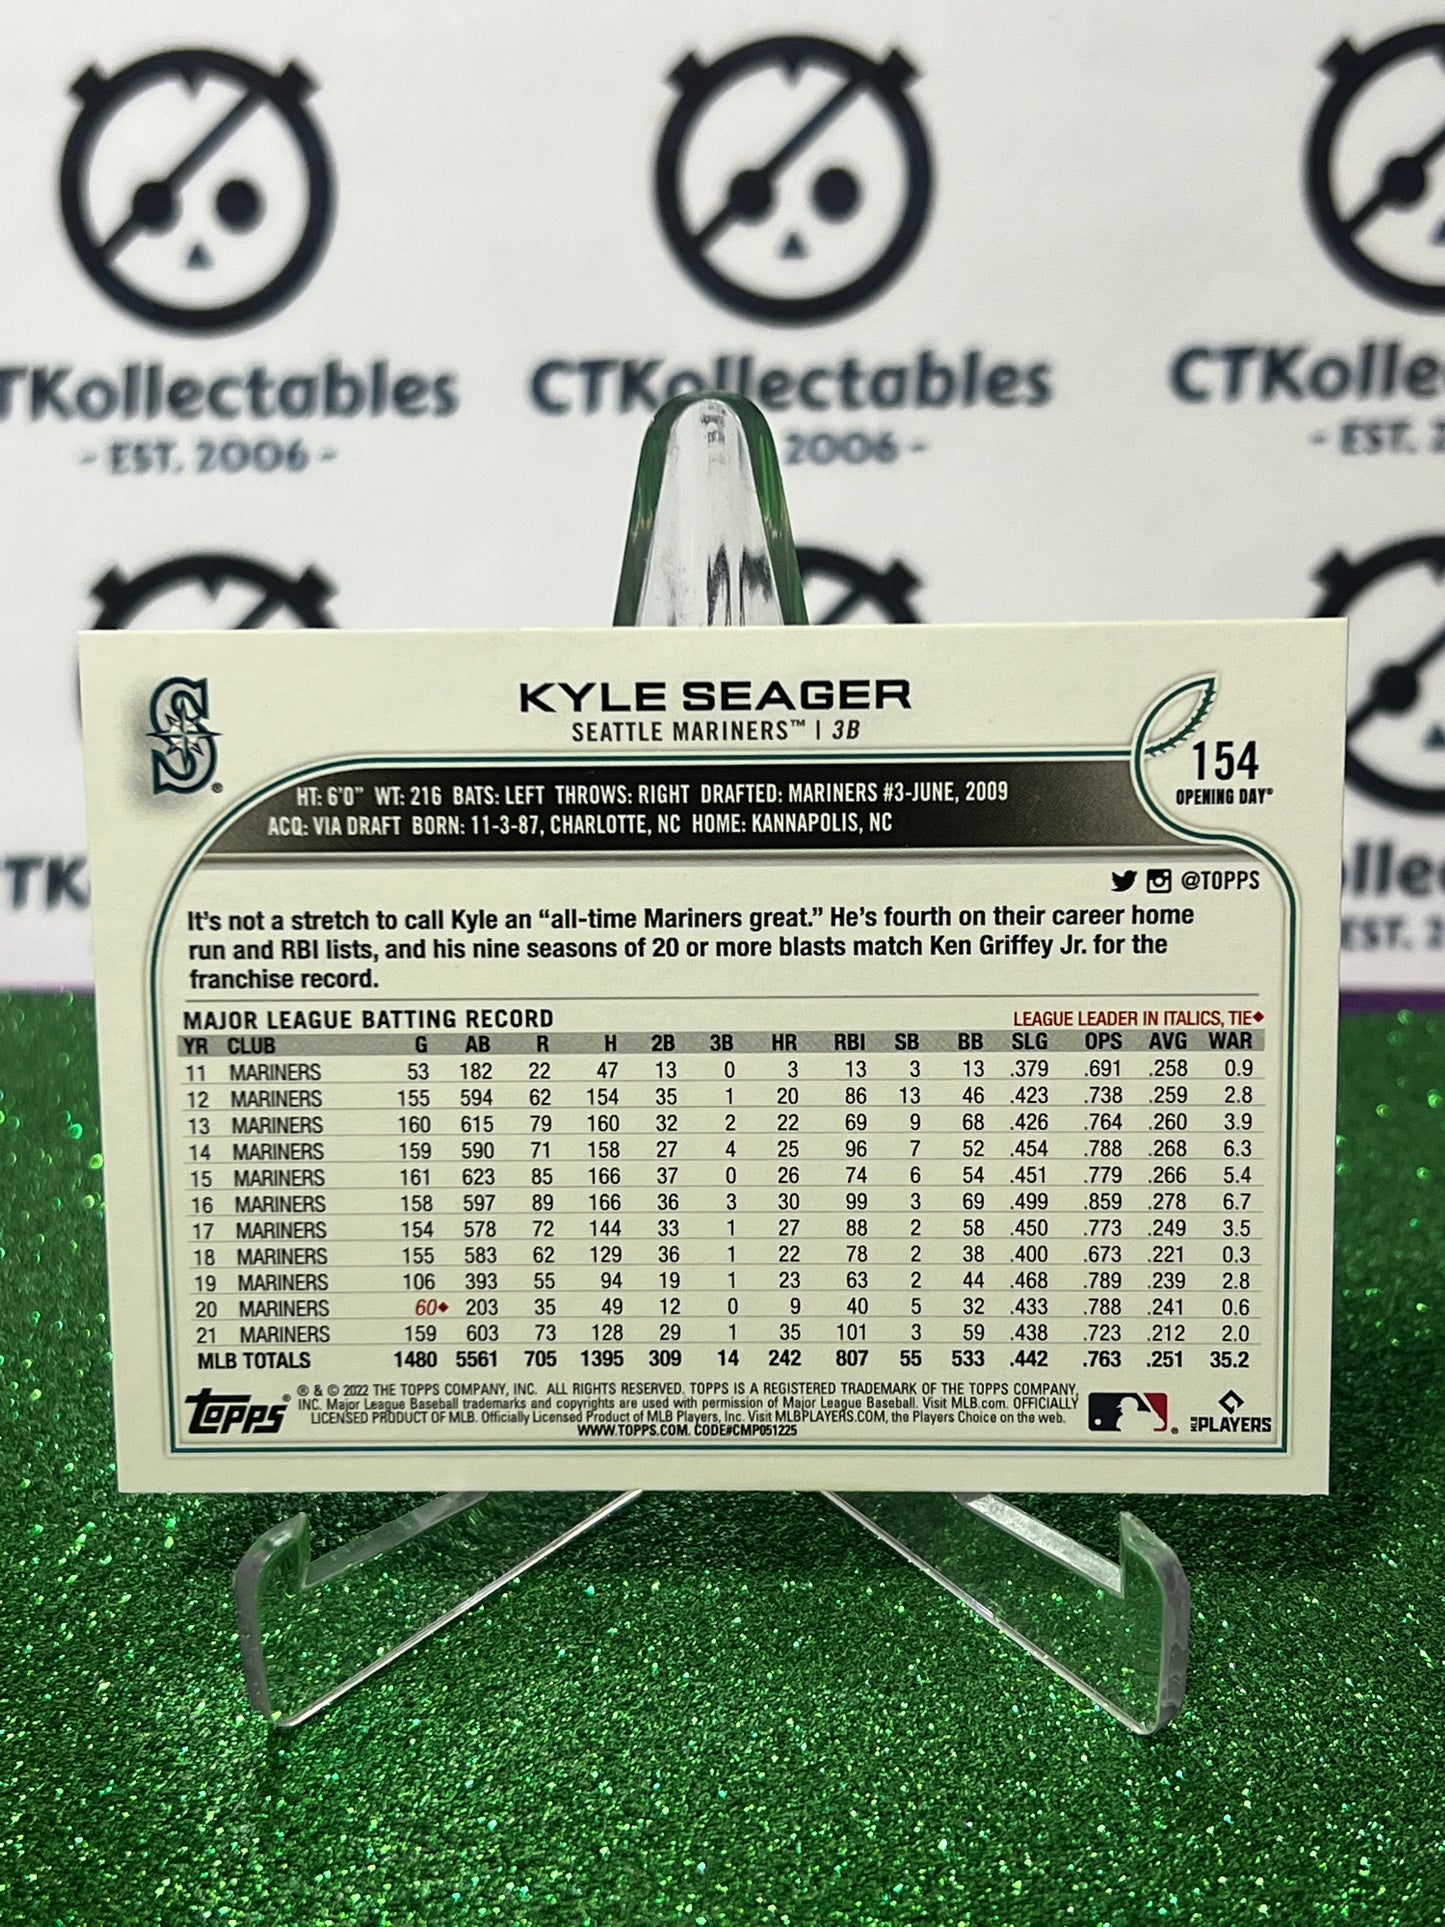 TKollectables CTKollectables CTKolle
- EST. 2006 - 2006 - - EST. 2
TK
llec
EST. 2
KYLE SEAGER
SEATTLE MARINERS™ | 3B
154
OPENING DAY®
HT: 6'0" WT: 216 BATS: LEFT THROWS: RIGHT DRAFTED: MARINERS #3-JUNE, 2009
ACQ: VIA DRAFT BORN: 11-3-87, CHARLOTTE, NC HOME: KANNAPOLIS, NC
@TOPPS
It's not a stretch to call Kyle an “all-time Mariners great.” He's fourth on their career home
run and RBI lists, and his nine seasons of 20 or more blasts match Ken Griffey Jr. for the
franchise record.
MAJOR LEAGUE BATTING RECORD LEAGUE LEADER IN ITALICS, TIE◆
YR CLUB G AB R H 2B 3B HR RBI SB BB SLG OPS AVG WAR
11 MARINERS 53 182 22 47 13 0 3 13 3 13 .379 .691 .258 0.9
12 MARINERS 155 594 62 154 35 1 20 86 13 46 .423 .738 .259 2.8
13 MARINERS 160 615 79 160 32 2 22 69 9 68 .426 .764 .260 3.9
14 MARINERS 159 590 71 158 27 4 25 96 7 52 .454 .788 .268 6.3
15 MARINERS 161 623 85 166 37 0 26 74 6 54 .451 .779 .266 5.4
16 MARINERS 158 597 89 166 36 3 30 99 3 69 .499 .859 .278 6.7
17 MARINERS 154 578 72 144 33 1 27 88 2 58 .450 .773 .249 3.5
18 MARINERS 155 583 62 129 36 1 22 78 2 38 .400 .673 .221 0.3
19 MARINERS 106 393 55 94 19 1 23 63 2 44 .468 .789 .239 2.8
20 MARINERS 60◆ 203 35 49 12 0 9 40 5 32 .433 .788 .241 0.6
21 MARINERS 159 603 73 128 29 1 35 101 3 59 .438 .723 .212 2.0
MLB TOTALS 1480 5561 705 1395 309 14 242 807 55 533 .442 .763 .251 35.2
Topps® ® & © 2022 THE TOPPS COMPANY, INC. ALL RIGHTS RESERVED. TOPPS IS A REGISTERED TRADEMARK OF THE TOPPS COMPANY,
INC. Major League Baseball trademarks and copyrights are used with permission of Major League Baseball. Visit MLB.com. OFFICIALLY
LICENSED PRODUCT OF MLB. Officially Licensed Product of MLB Players, Inc. Visit MLBPLAYERS.COM, the Players Choice on the web.
WWW.TOPPS.COM. CODE#CMP051225
MLB PLAYERS